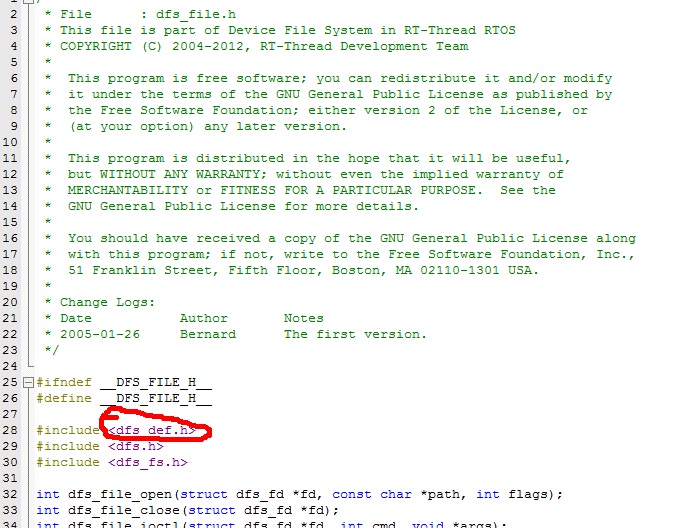 1 /
2 * File      : dfs_file.h
3 * This file is part of Device File System in RT-Thread RTOS
4 * COPYRIGHT (C) 2004-2012, RT-Thread Development Team
5 *
6 *  This program is free software; you can redistribute it and/or modify
7 *  it under the terms of the GNU General Public License as published by
8 *  the Free Software Foundation; either version 2 of the License, or
9 *  (at your option) any later version.
10 *
11 *  This program is distributed in the hope that it will be useful,
12 *  but WITHOUT ANY WARRANTY; without even the implied warranty of
13 *  MERCHANTABILITY or FITNESS FOR A PARTICULAR PURPOSE.  See the
14 *  GNU General Public License for more details.
15 *
16 *  You should have received a copy of the GNU General Public License along
17 *  with this program; if not, write to the Free Software Foundation, Inc.,
18 *  51 Franklin Street, Fifth Floor, Boston, MA 02110-1301 USA.
19 *
20 * Change Logs:
21 * Date           Author       Notes
22 * 2005-01-26     Bernard      The first version.
23 */
24
25 #ifndef __DFS_FILE_H__
26 #define __DFS_FILE_H__
27
28 #include <dfs_def.h>
29 #include <dfs.h>
30 #include <dfs_fs.h>
31
32 int dfs_file_open(struct dfs_fd *fd, const char *path, int flags);
33 int dfs_file_close(struct dfs_fd *fd);
34 int dfs_file_ioctl(struct dfs_fd *fd, int cmd, void *args);